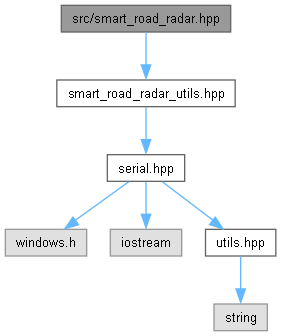 src/smart_road_radar.hpp
smart_road_radar_utils.hpp
serial.hpp
windows.h
iostream
utils.hpp
string